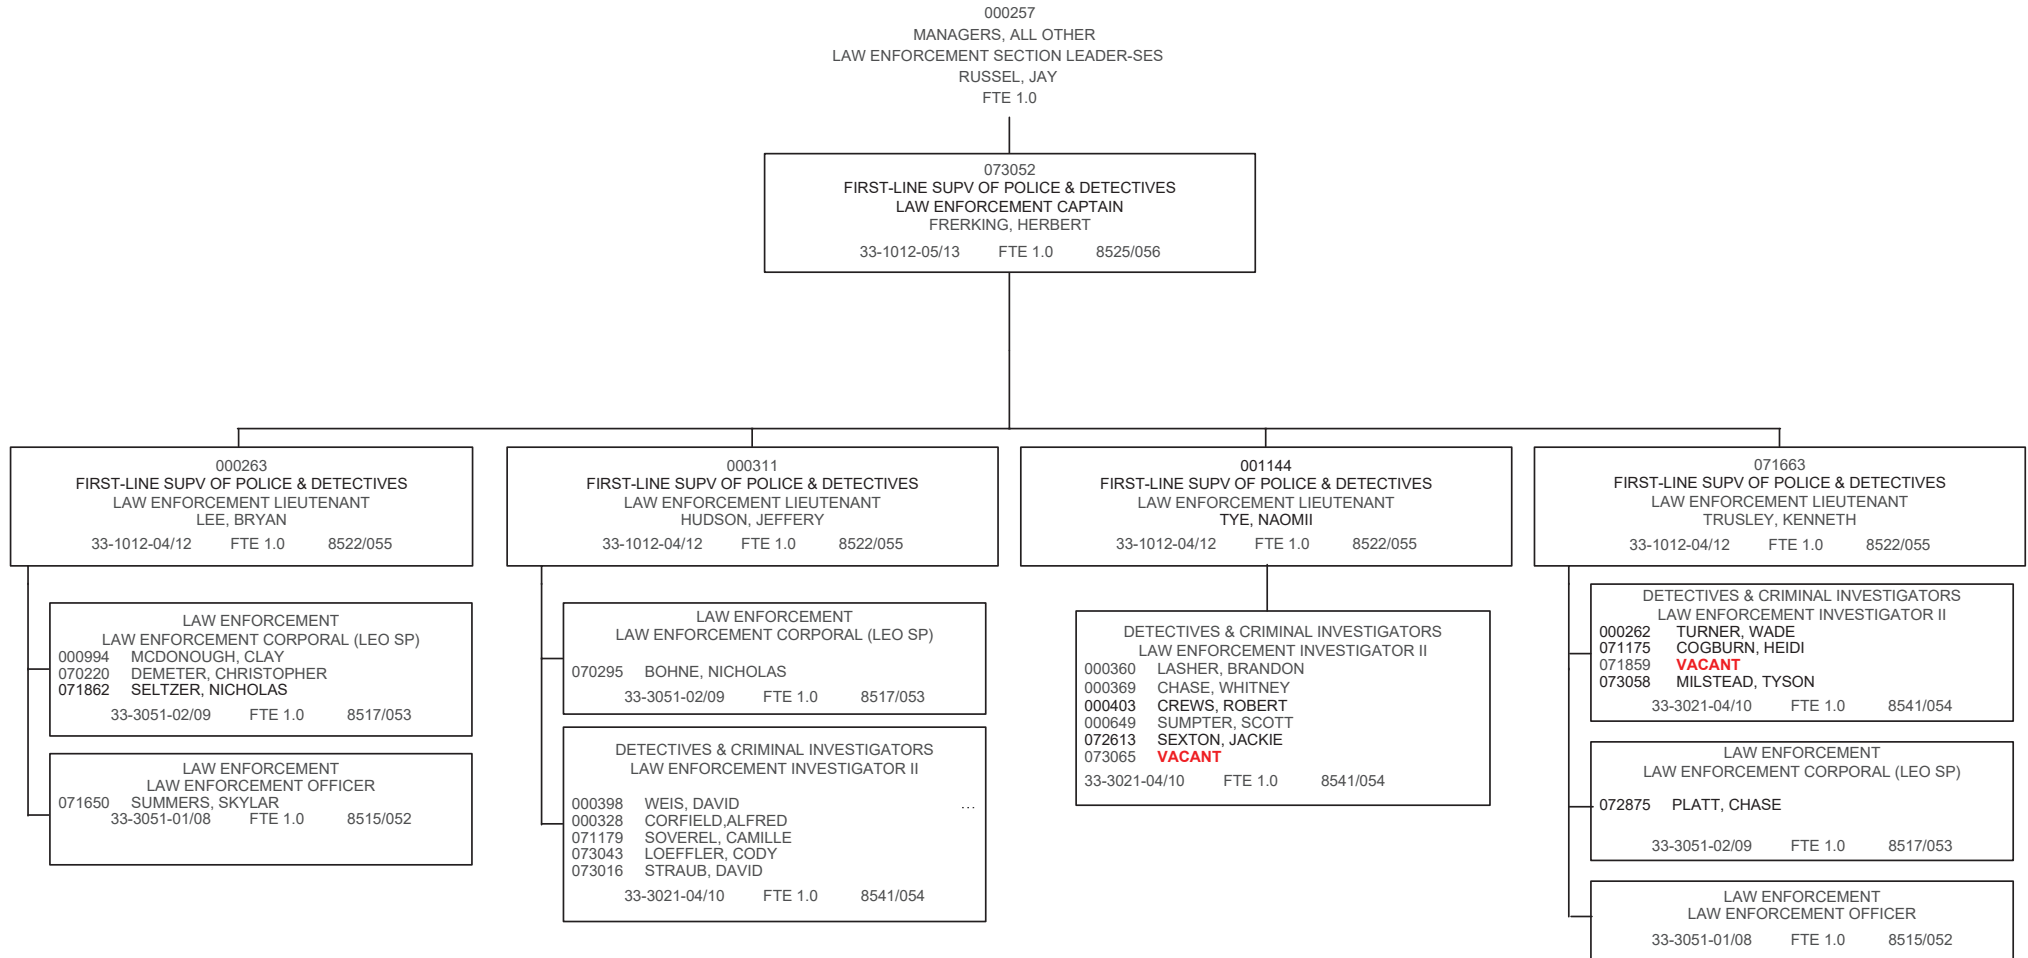 000257
MANAGERS, ALL OTHER
LAW ENFORCEMENT SECTION LEADER-SES
RUSSEL, JAY
FTE 1.0
073052
FIRST-LINE SUPV OF POLICE & DETECTIVES
LAW ENFORCEMENT CAPTAIN
FRERKING, HERBERT
33-1012-05/13 FTE 1.0 8525/056
000263
FIRST-LINE SUPV OF POLICE & DETECTIVES
LAW ENFORCEMENT LIEUTENANT
LEE, BRYAN
33-1012-04/12 FTE 1.0 8522/055
LAW ENFORCEMENT
LAW ENFORCEMENT CORPORAL (LEO SP)
000994 MCDONOUGH, CLAY
070220 DEMETER, CHRISTOPHER
071862 SELTZER, NICHOLAS
33-3051-02/09 FTE 1.0 8517/053
LAW ENFORCEMENT
LAW ENFORCEMENT OFFICER
071650 SUMMERS, SKYLAR
33-3051-01/08 FTE 1.0 8515/052
000311
FIRST-LINE SUPV OF POLICE & DETECTIVES
LAW ENFORCEMENT LIEUTENANT
HUDSON, JEFFERY
33-1012-04/12 FTE 1.0 8522/055
LAW ENFORCEMENT
LAW ENFORCEMENT CORPORAL (LEO SP)
070295 BOHNE, NICHOLAS
33-3051-02/09 FTE 1.0 8517/053
DETECTIVES & CRIMINAL INVESTIGATORS
LAW ENFORCEMENT INVESTIGATOR II
000398 WEIS, DAVID ...
000328 CORFIELD,ALFRED
071179 SOVEREL, CAMILLE
073043 LOEFFLER, CODY
073016 STRAUB, DAVID
33-3021-04/10 FTE 1.0 8541/054
001144
FIRST-LINE SUPV OF POLICE & DETECTIVES
LAW ENFORCEMENT LIEUTENANT
TYE, NAOMII
33-1012-04/12 FTE 1.0 8522/055
DETECTIVES & CRIMINAL INVESTIGATORS
LAW ENFORCEMENT INVESTIGATOR II
000360 LASHER, BRANDON
000369 CHASE, WHITNEY
000403 CREWS, ROBERT
000649 SUMPTER, SCOTT
072613 SEXTON, JACKIE
073065 VACANT
33-3021-04/10 FTE 1.0 8541/054
071663
FIRST-LINE SUPV OF POLICE & DETECTIVES
LAW ENFORCEMENT LIEUTENANT
TRUSLEY, KENNETH
33-1012-04/12 FTE 1.0 8522/055
DETECTIVES & CRIMINAL INVESTIGATORS
LAW ENFORCEMENT INVESTIGATOR II
000262 TURNER, WADE
071175 COGBURN, HEIDI
071859 VACANT
073058 MILSTEAD, TYSON
33-3021-04/10 FTE 1.0 8541/054
LAW ENFORCEMENT
LAW ENFORCEMENT CORPORAL (LEO SP)
072875 PLATT, CHASE
33-3051-02/09 FTE 1.0 8517/053
LAW ENFORCEMENT
LAW ENFORCEMENT OFFICER
33-3051-01/08 FTE 1.0 8515/052